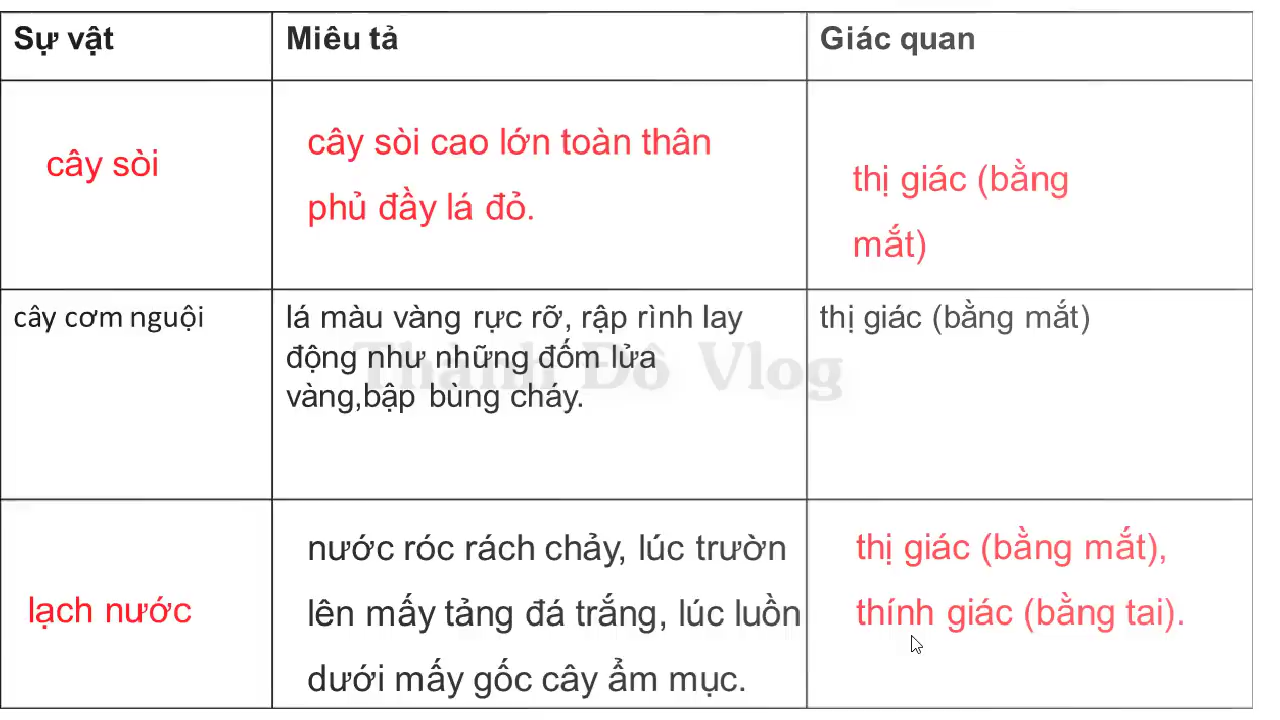 Sự vật
Miêu tả
Giác quan
cây sòi
cây sòi cao lớn toàn thân
phủ đầy lá đỏ.
thị giác (bằng
mắt)
cây cơm nguội
lá màu vàng rực rỡ, rập rình lay
động như những đốm lửa
vàng,bập bùng cháy.
thị giác (bằng mắt)
Thành Đô Vlog
lạch nước
nước róc rách chảy, lúc trườn
lên mấy tảng đá trắng, lúc luồn
dưới mấy gốc cây ẩm mục.
thị giác (bằng mắt),
thính giác (bằng tai).